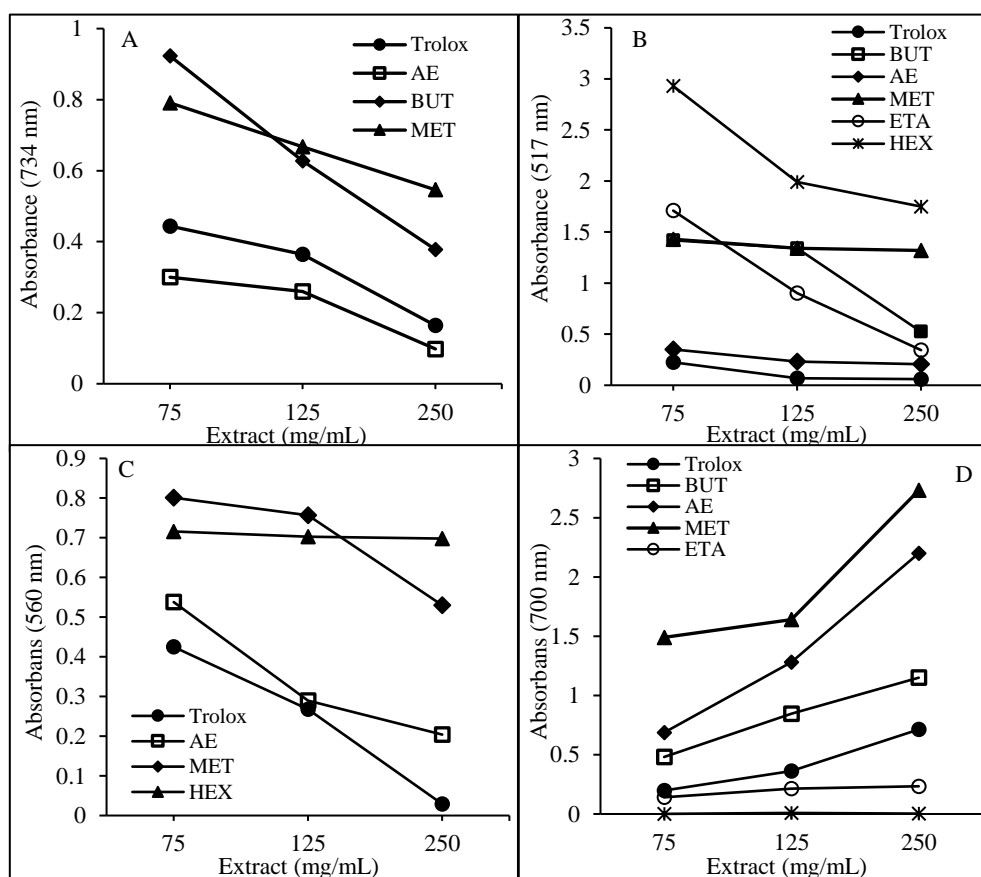 A
Absorbance (734 nm)
1
0.8
0.6
0.4
0.2
0
Trolox
AE
BUT
MET
75 125 250
Extract (mg/mL)
B
Absorbance (517 nm)
3.5
3
2.5
2
1.5
1
0.5
0
Trolox
BUT
AE
MET
ETA
HEX
75 125 250
Extract (mg/mL)
C
Absorbans (560 nm)
0.9
0.8
0.7
0.6
0.5
0.4
0.3
0.2
0.1
0
Trolox
AE
MET
HEX
75 125 250
Extract (mg/mL)
D
Absorbans (700 nm)
3
2.5
2
1.5
1
0.5
0
Trolox
BUT
AE
MET
ETA
75 125 250
Extract (mg/mL)